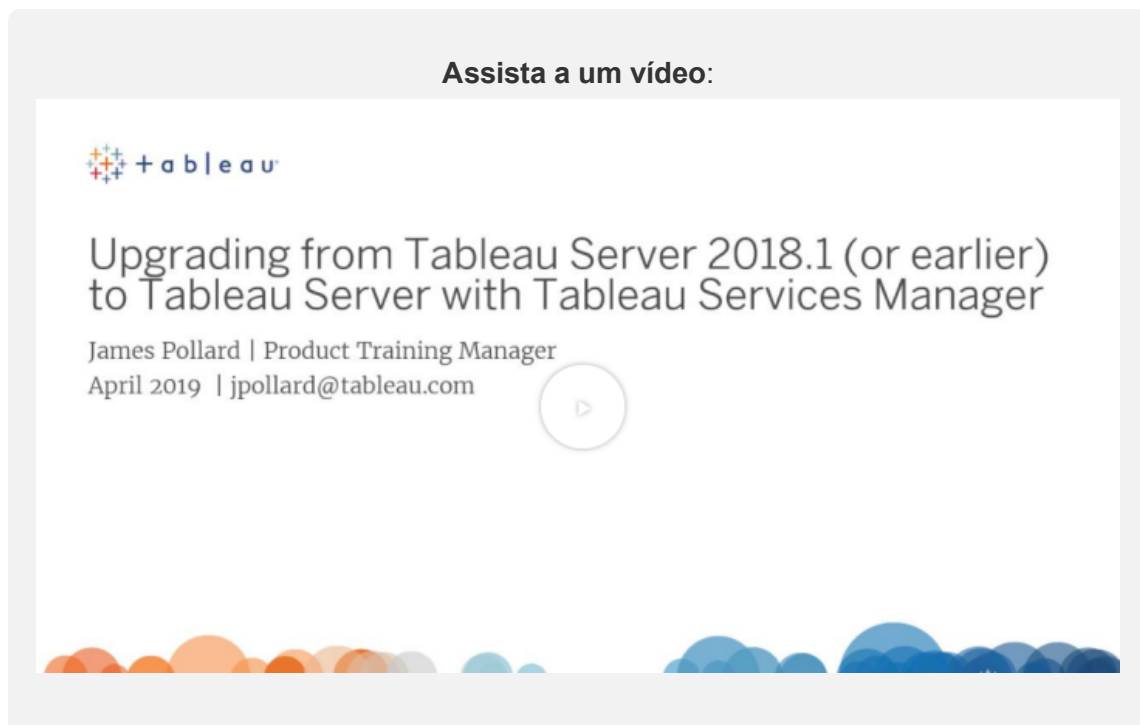 Assista a um vídeo:
+ableau
Upgrading from Tableau Server 2018.1 (or earlier)
to Tableau Server with Tableau Services Manager
James Pollard | Product Training Manager
April 2019 | jpollard@tableau.com